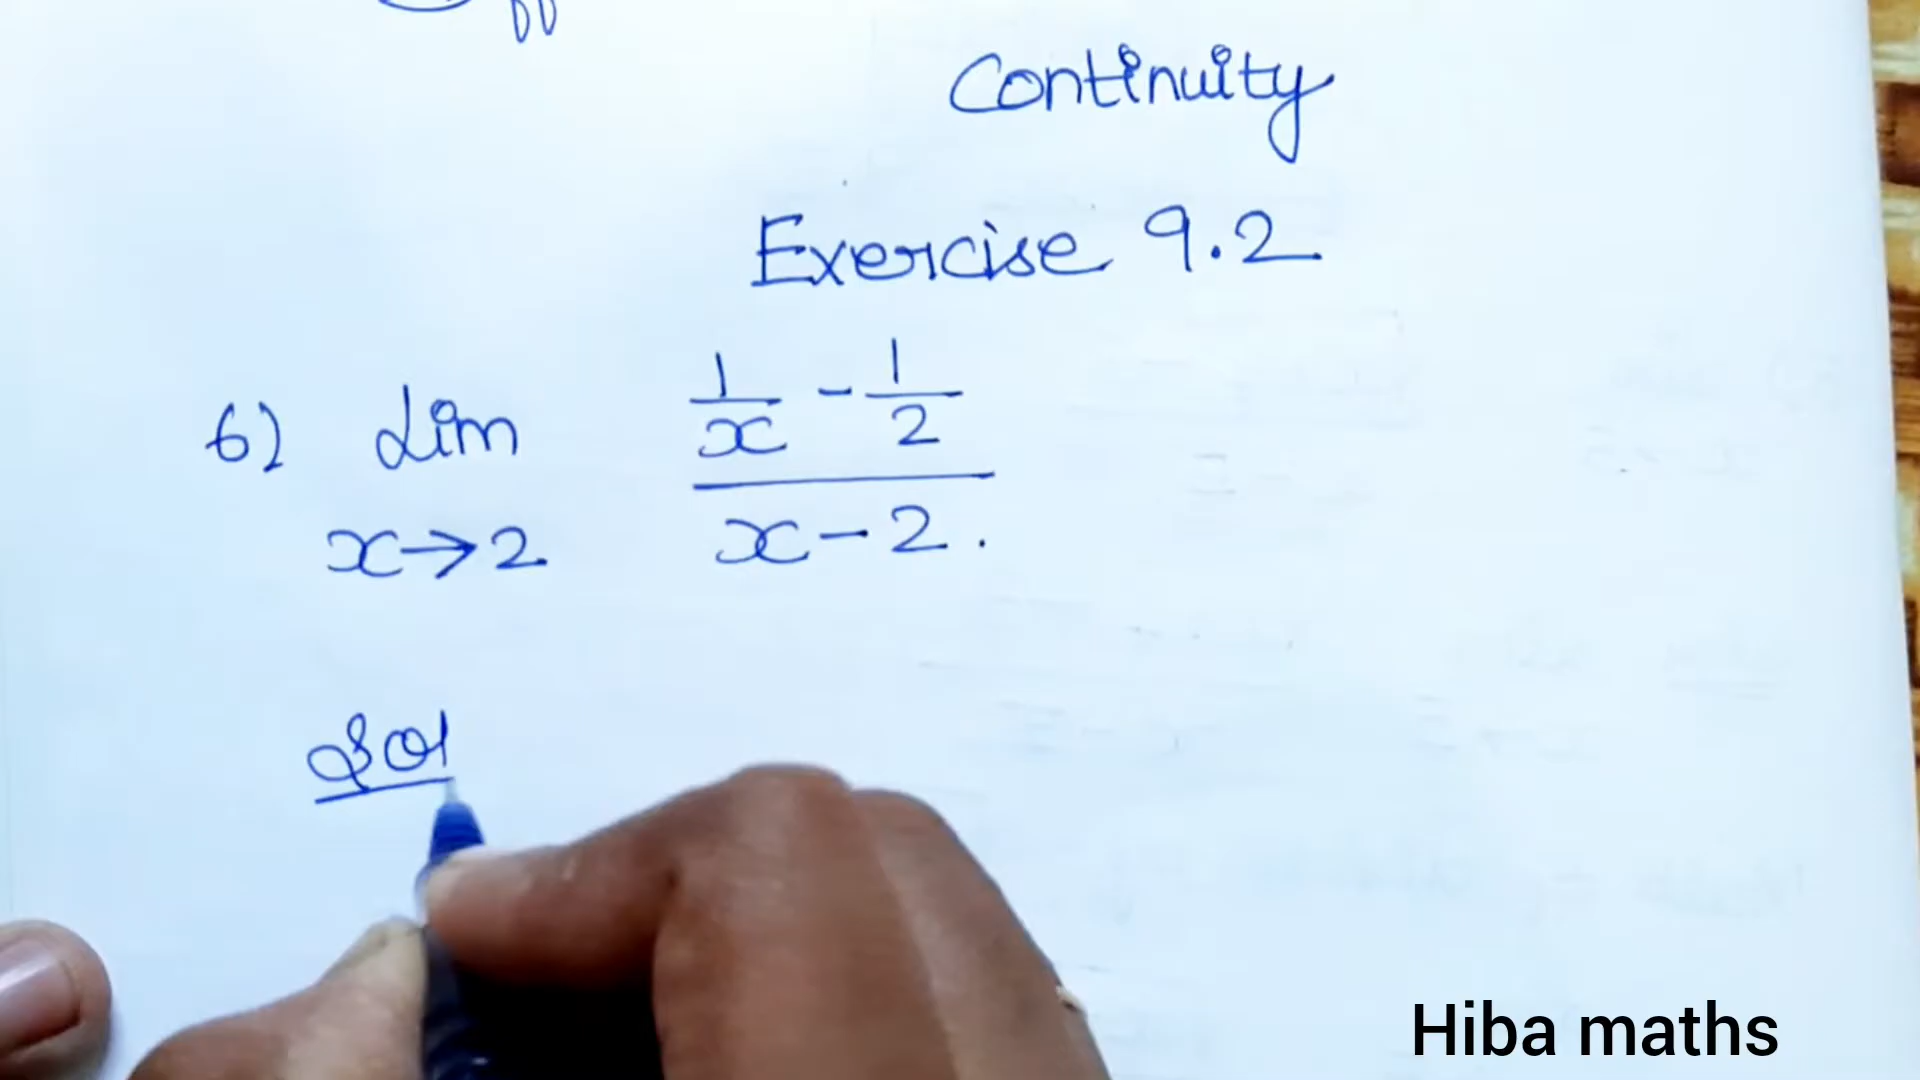 Continuity
Exercise 9.2
6) Lim 1/x - 1/2
x→2 x-2.
Sol
Hiba maths